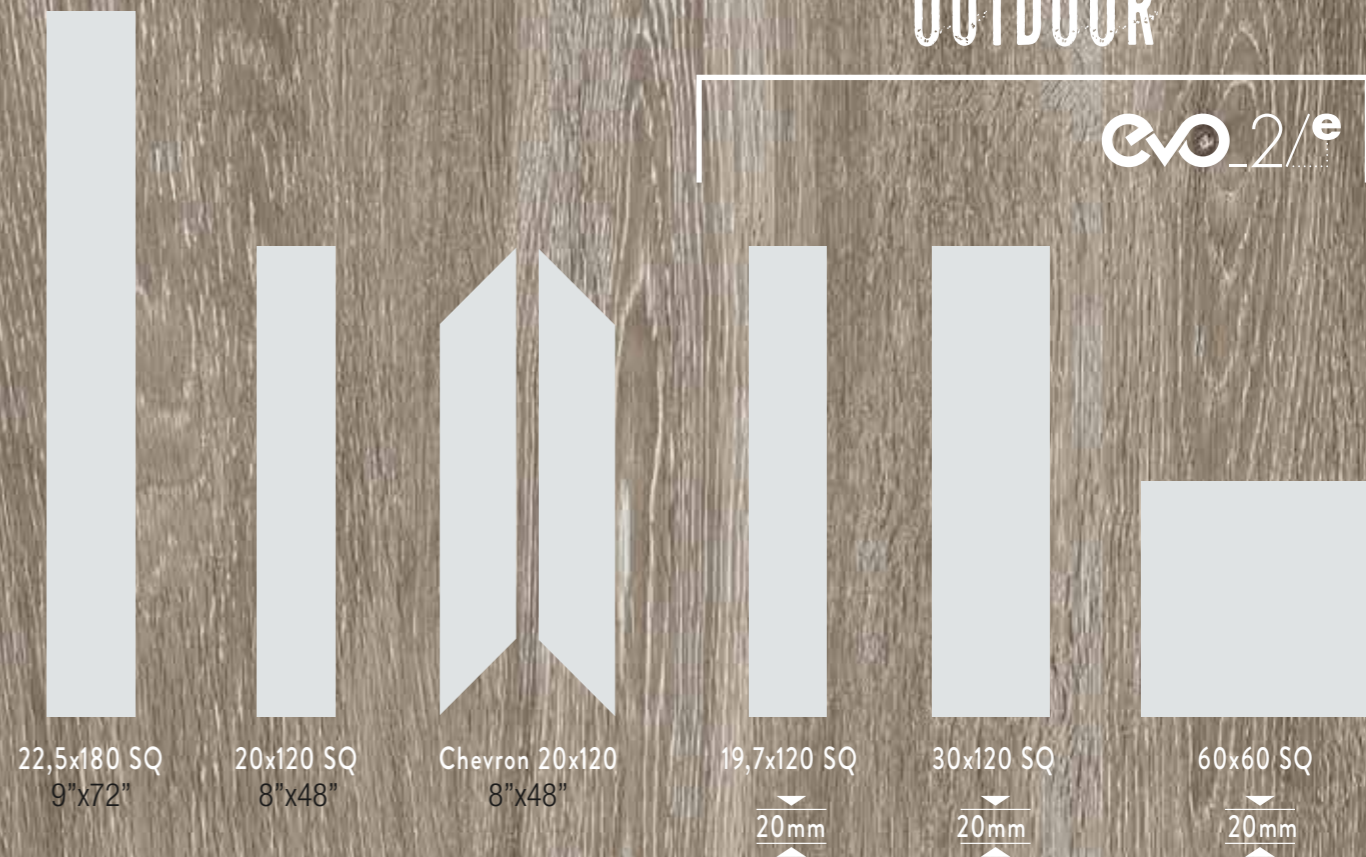 OUTDOOR
evo_2/e
22,5x180 SQ
9”x72”
20x120 SQ
8”x48”
Chevron 20x120
8”x48”
19,7x120 SQ
20mm
30x120 SQ
20mm
60x60 SQ
20mm